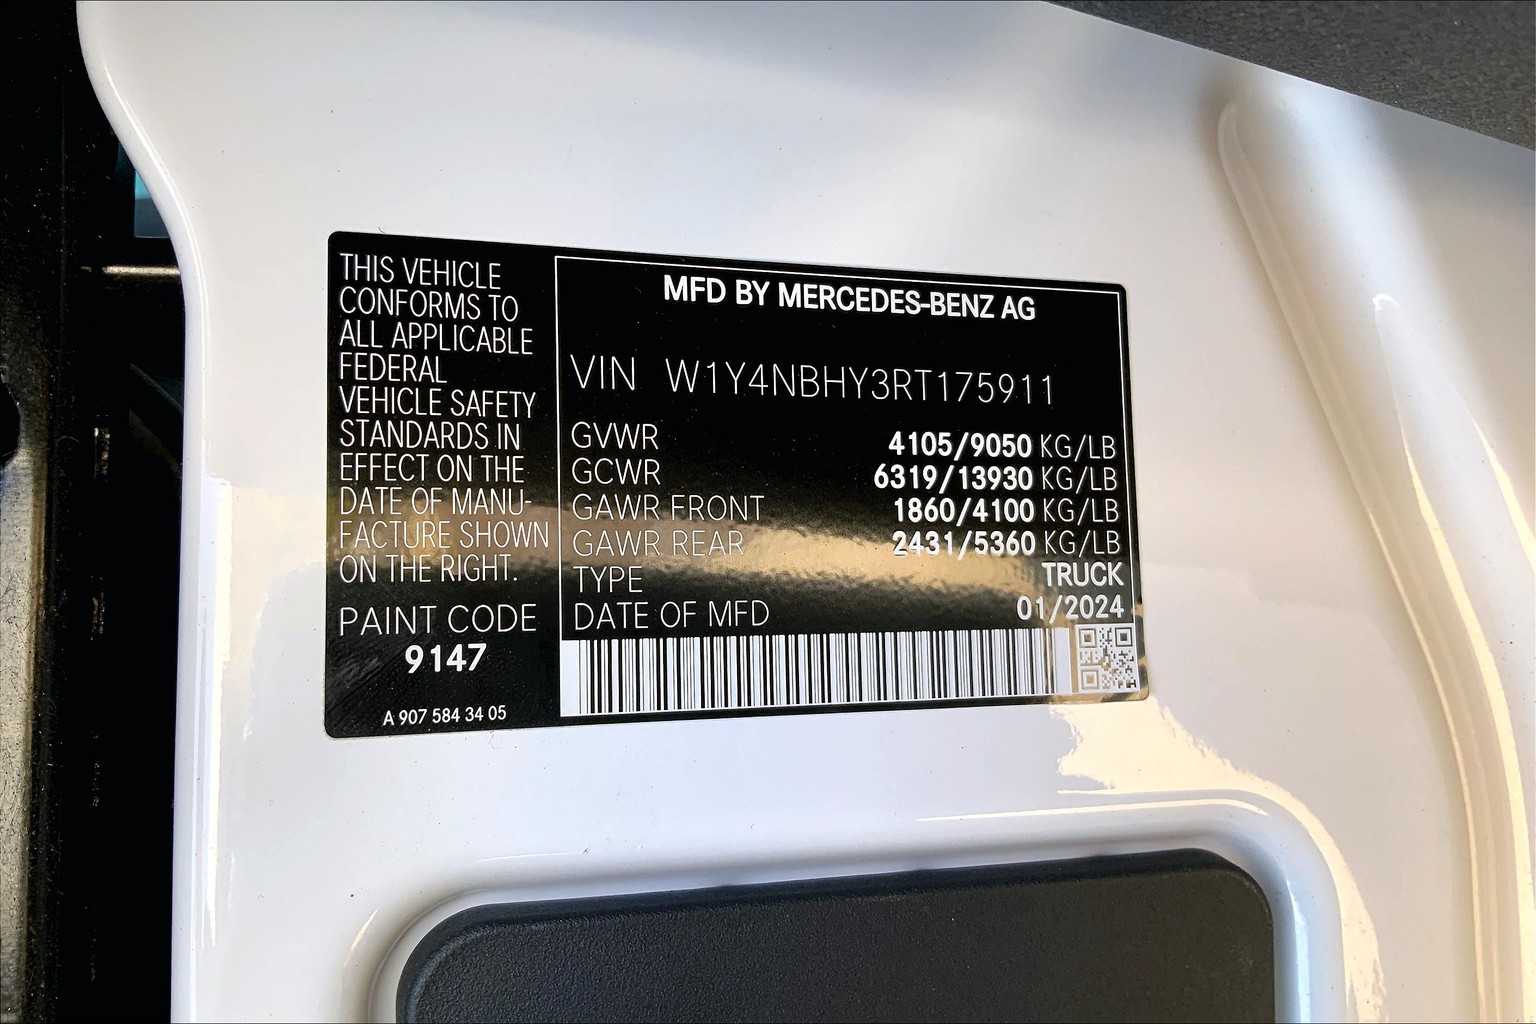 THIS VEHICLE
CONFORMS TO
ALL APPLICABLE
FEDERAL
VEHICLE SAFETY
STANDARDS IN
EFFECT ON THE
DATE OF MANU-
FACTURE SHOWN
ON THE RIGHT.
PAINT CODE
9147
A 907 584 34 05
MFD BY MERCEDES-BENZ AG
VIN W1Y4NBHY3RT175911
GVWR 4105/9050 KG/LB
GCWR 6319/13930 KG/LB
GAWR FRONT 1860/4100 KG/LB
GAWR REAR 2431/5360 KG/LB
TYPE TRUCK
DATE OF MFD 01/2024